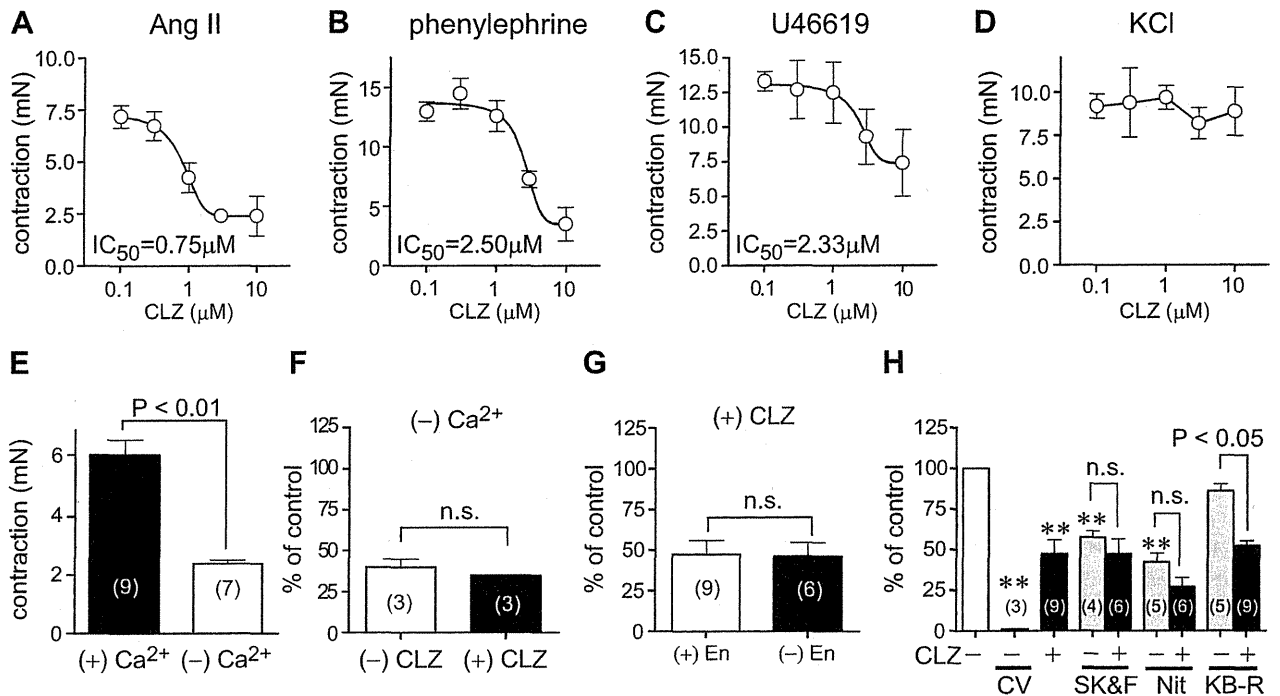 A Ang II
contraction (mN)
10.0
7.5
5.0
2.5
0.0
IC50=0.75μM
0.1 1 10
CLZ (μM)
B phenylephrine
contraction (mN)
15
10
5
0
IC50=2.50μM
0.1 1 10
CLZ (μM)
C U46619
contraction (mN)
15.0
12.5
10.0
7.5
5.0
2.5
0.0
IC50=2.33μM
0.1 1 10
CLZ (μM)
D KCl
contraction (mN)
10.0
7.5
5.0
2.5
0.0
0.1 1 10
CLZ (μM)
E
P < 0.01
contraction (mN)
6
4
2
0
(9) (7)
(+) Ca2+ (−) Ca2+
F
(−) Ca2+
% of control
125
100
75
50
25
0
n.s.
(3) (3)
(−) CLZ (+) CLZ
G
(+) CLZ
% of control
125
100
75
50
25
0
n.s.
(9) (6)
(+) En (−) En
H
% of control
125
100
75
50
25
0
P < 0.05
n.s.
n.s.
** ** ** **
(3) (9) (4) (6) (5) (6) (5) (9)
CLZ − − + − + − + − +
CV SK&F Nit KB-R